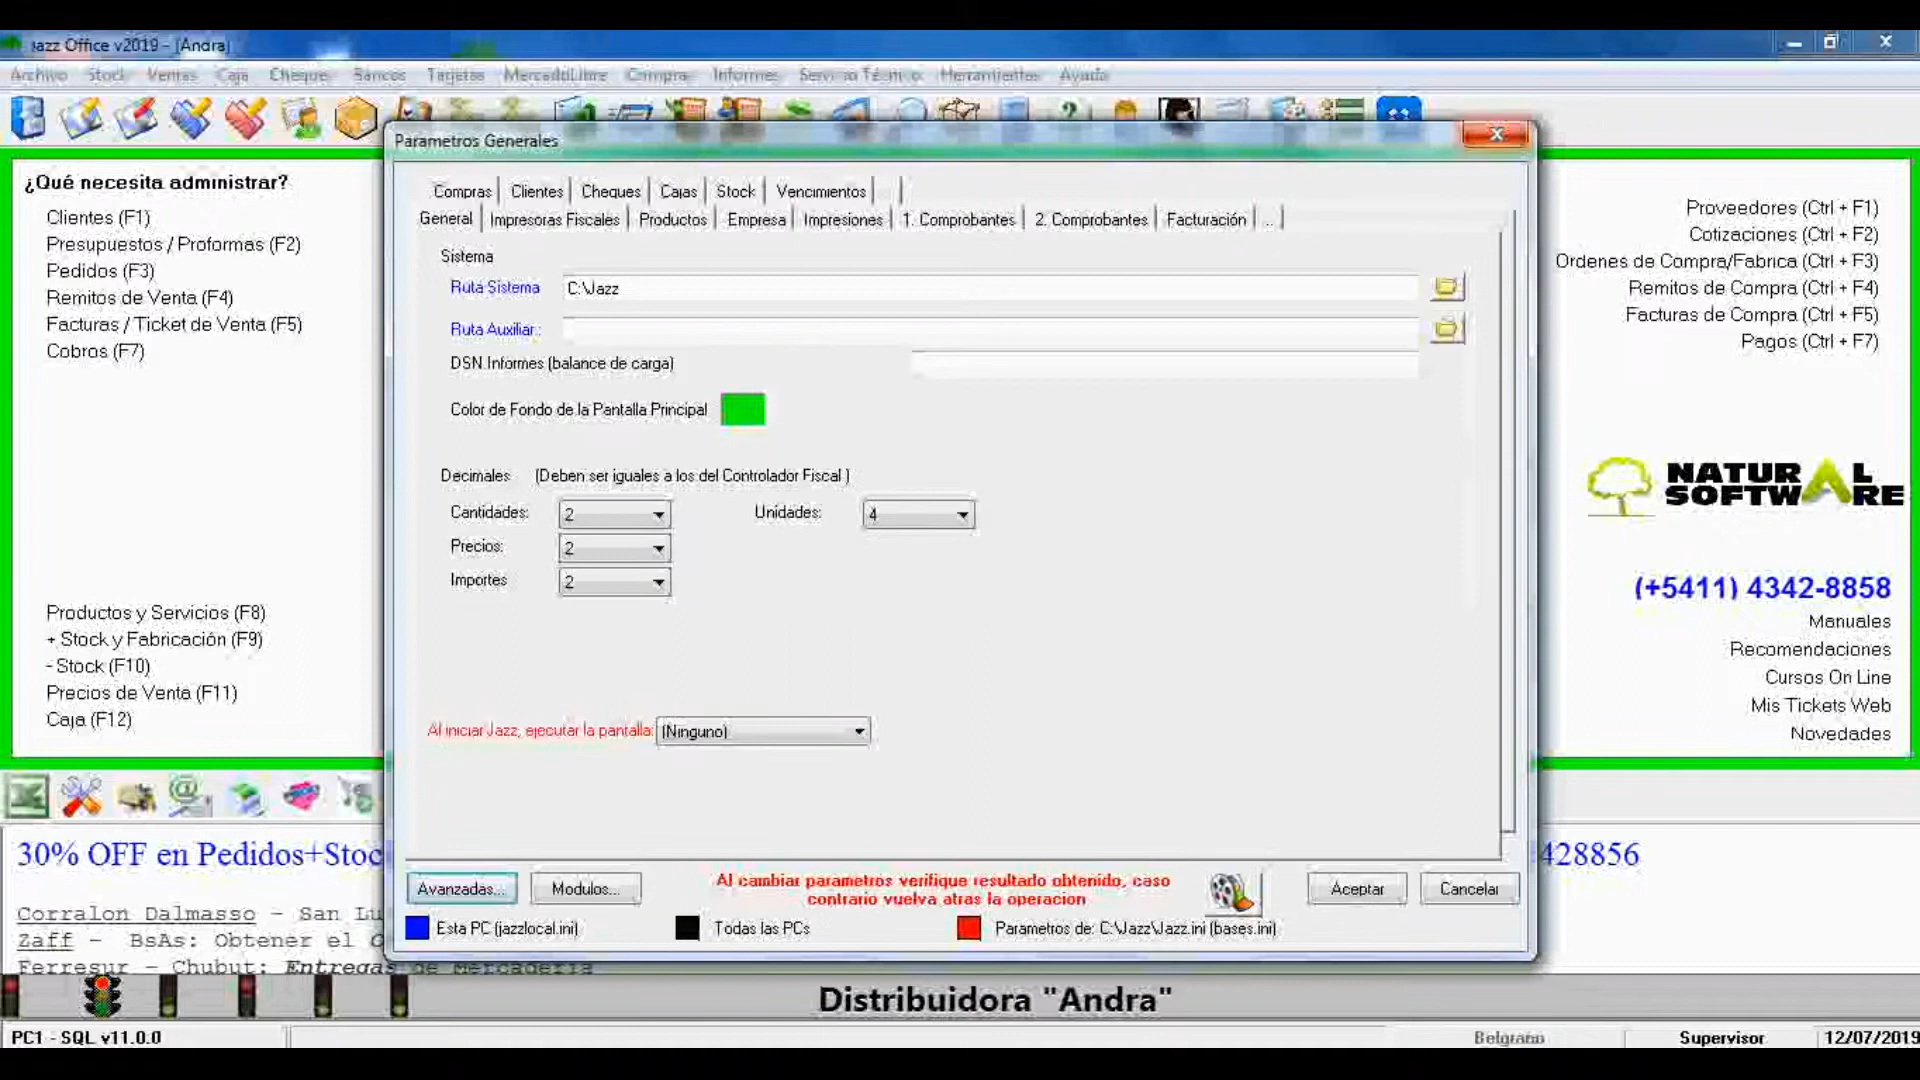 Jazz Office v2019 - (Andra)
Archivo Stock Ventas Caja Cheques Bancos Tarjetas MercadoLibre Compras Informes Servicio Técnico Herramientas Ayuda
Parametros Generales
¿Qué necesita administrar?
Clientes (F1)
Presupuestos / Proformas (F2)
Pedidos (F3)
Remitos de Venta (F4)
Facturas / Ticket de Venta (F5)
Cobros (F7)
Productos y Servicios (F8)
+ Stock y Fabricación (F9)
- Stock (F10)
Precios de Venta (F11)
Caja (F12)
Compras Clientes Cheques Cajas Stock Vencimientos
General Impresoras Fiscales Productos Empresa Impresiones 1. Comprobantes 2. Comprobantes Facturación ...
Sistema
Ruta Sistema C:\Jazz
Ruta Auxiliar:
DSN Informes (balance de carga)
Color de Fondo de la Pantalla Principal
Decimales (Deben ser iguales a los del Controlador Fiscal )
Cantidades: 2 Unidades: 4
Precios: 2
Importes 2
Al iniciar Jazz, ejecutar la pantalla: (Ninguno)
Avanzadas... Modulos... Al cambiar parametros verifique resultado obtenido, caso
contrario vuelva atras la operacion
Aceptar Cancelar
Esta PC (jazzlocal.ini) Todas las PCs Parametros de: C:\Jazz\Jazz.ini (bases.ini)
Proveedores (Ctrl + F1)
Cotizaciones (Ctrl + F2)
Ordenes de Compra/Fabrica (Ctrl + F3)
Remitos de Compra (Ctrl + F4)
Facturas de Compra (Ctrl + F5)
Pagos (Ctrl + F7)
NATURAL
SOFTWARE
(+5411) 4342-8858
Manuales
Recomendaciones
Cursos On Line
Mis Tickets Web
Novedades
30% OFF en Pedidos+Stoc
428856
Corralon Dalmasso - San Lu
Zaff - BsAs: Obtener el
Ferresur - Chubut: Entregas de Mercaderia
Distribuidora "Andra"
PC1 - SQL v11.0.0 Belgrano Supervisor 12/07/2019